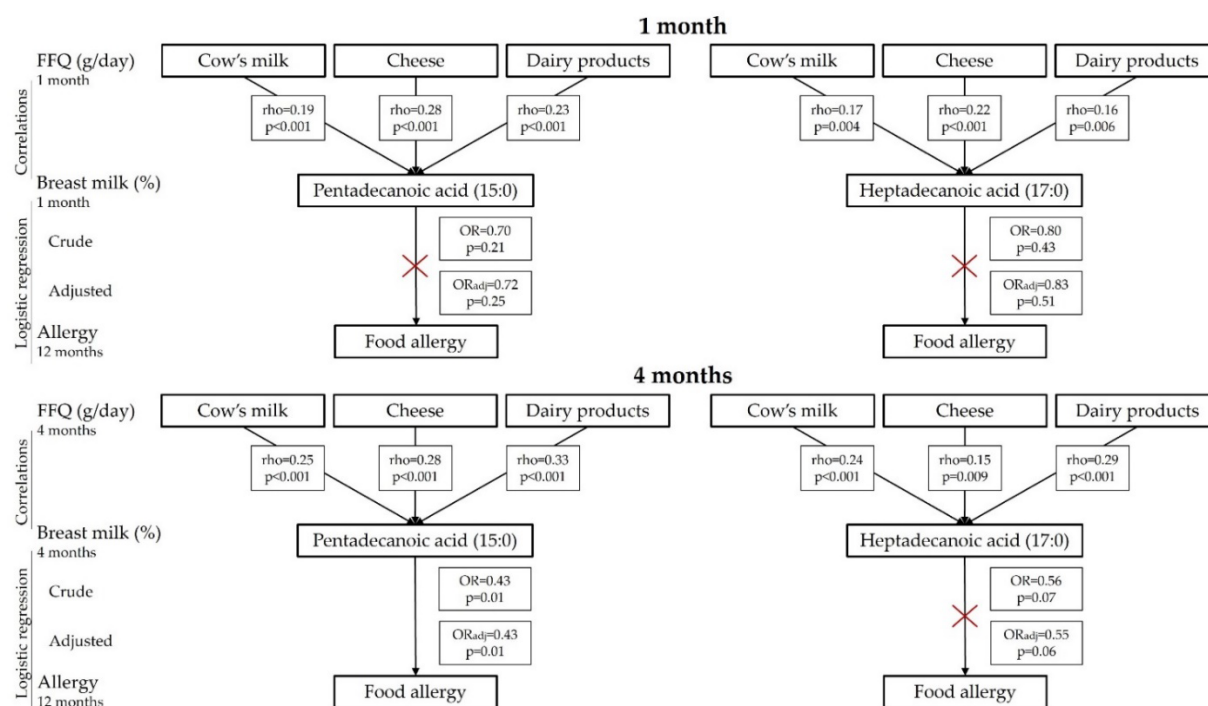 1 month
FFQ (g/day)
1 month
Cow's milk
Cheese
Dairy products
Cow's milk
Cheese
Dairy products
Correlations
rho=0.19
p<0.001
rho=0.28
p<0.001
rho=0.23
p<0.001
rho=0.17
p=0.004
rho=0.22
p<0.001
rho=0.16
p=0.006
Breast milk (%)
1 month
Pentadecanoic acid (15:0)
Heptadecanoic acid (17:0)
Logistic regression
Crude
OR=0.70
p=0.21
OR=0.80
p=0.43
Adjusted
ORadj=0.72
p=0.25
ORadj=0.83
p=0.51
Allergy
12 months
Food allergy
Food allergy
4 months
FFQ (g/day)
4 months
Cow's milk
Cheese
Dairy products
Cow's milk
Cheese
Dairy products
Correlations
rho=0.25
p<0.001
rho=0.28
p<0.001
rho=0.33
p<0.001
rho=0.24
p<0.001
rho=0.15
p=0.009
rho=0.29
p<0.001
Breast milk (%)
4 months
Pentadecanoic acid (15:0)
Heptadecanoic acid (17:0)
Logistic regression
Crude
OR=0.43
p=0.01
OR=0.56
p=0.07
Adjusted
ORadj=0.43
p=0.01
ORadj=0.55
p=0.06
Allergy
12 months
Food allergy
Food allergy